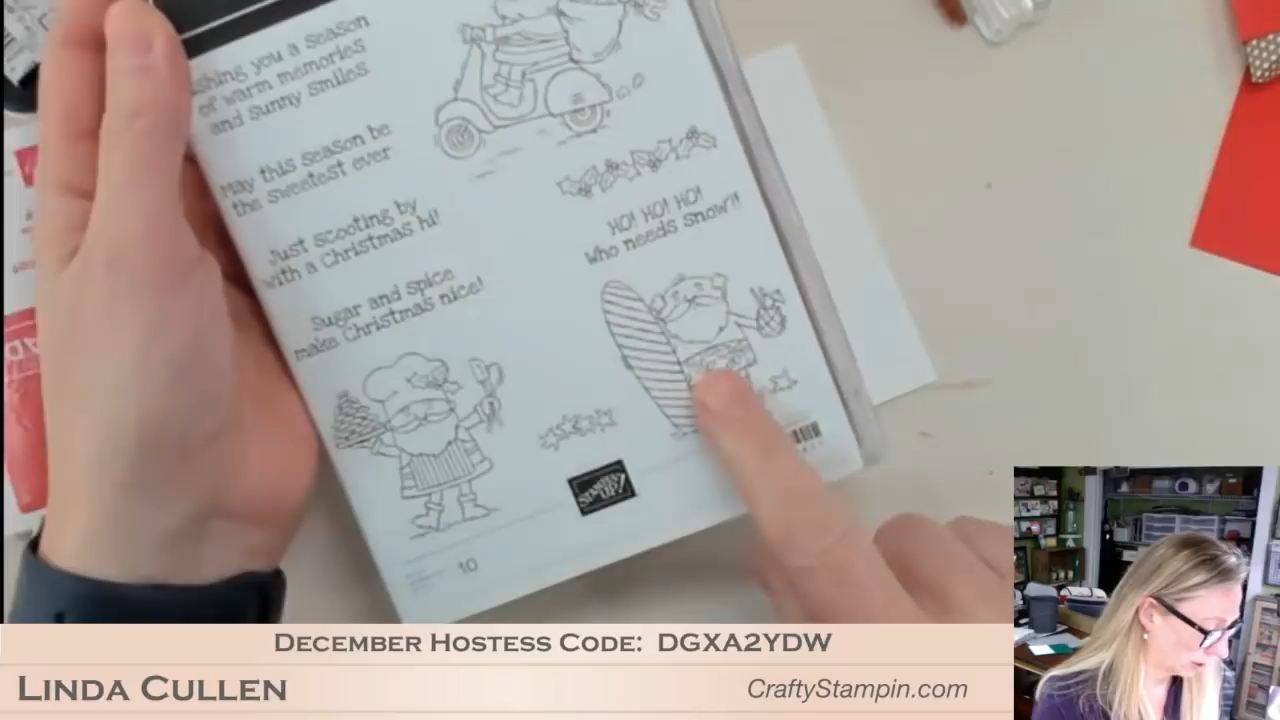 shing you a season
of warm memories
and sunny smiles
May this season be
the sweetest ever
Just scooting by
with a Christmas hi!
Sugar and spice
make Christmas nice!
HO! HO! HO!
Who needs snow?!
STAMPIN' UP!
10
DECEMBER HOSTESS CODE: DGXA2YDW
LINDA CULLEN
CraftyStampin.com